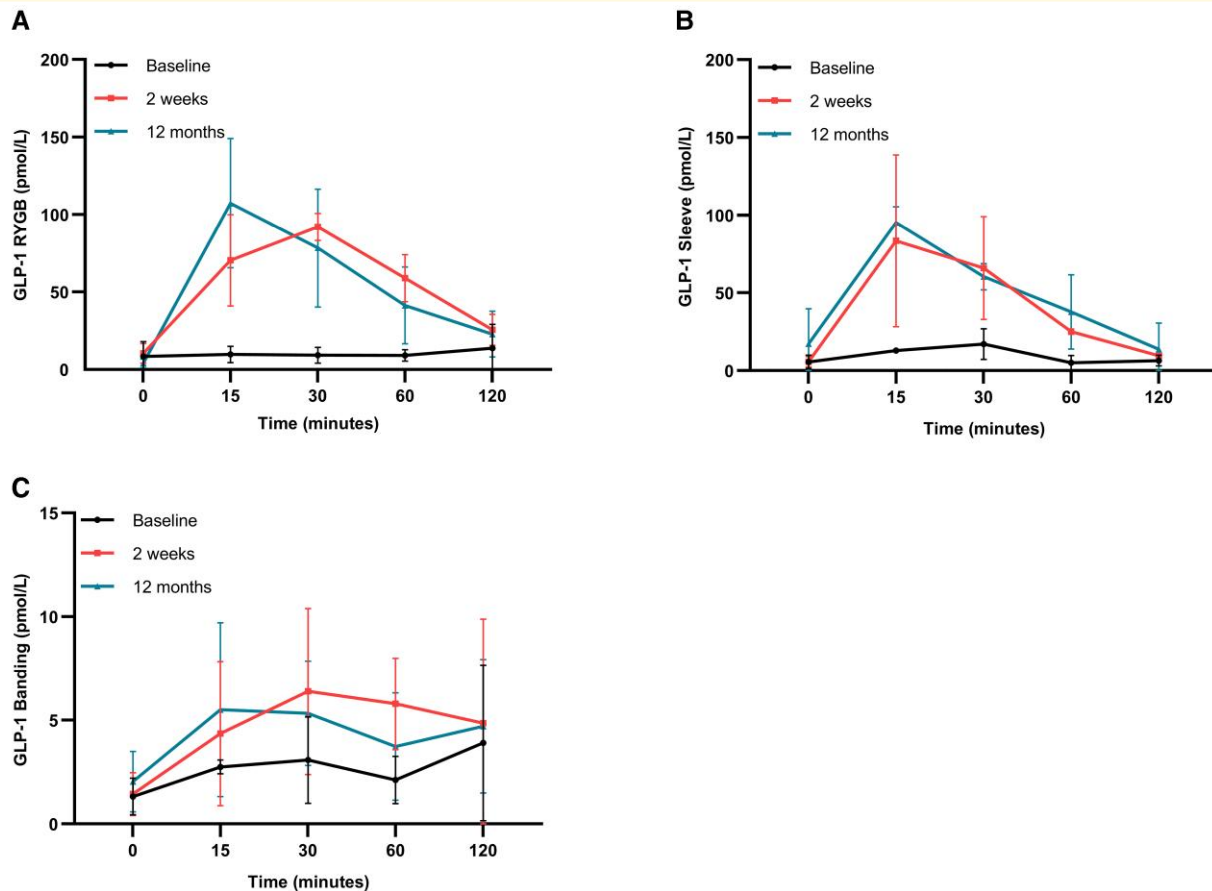 A
GLP-1 RYGB (pmol/L)
200
150
100
50
0
Baseline
2 weeks
12 months
0 15 30 60 120
Time (minutes)
B
GLP-1 Sleeve (pmol/L)
200
150
100
50
0
Baseline
2 weeks
12 months
0 15 30 60 120
Time (minutes)
C
GLP-1 Banding (pmol/L)
15
10
5
0
Baseline
2 weeks
12 months
0 15 30 60 120
Time (minutes)